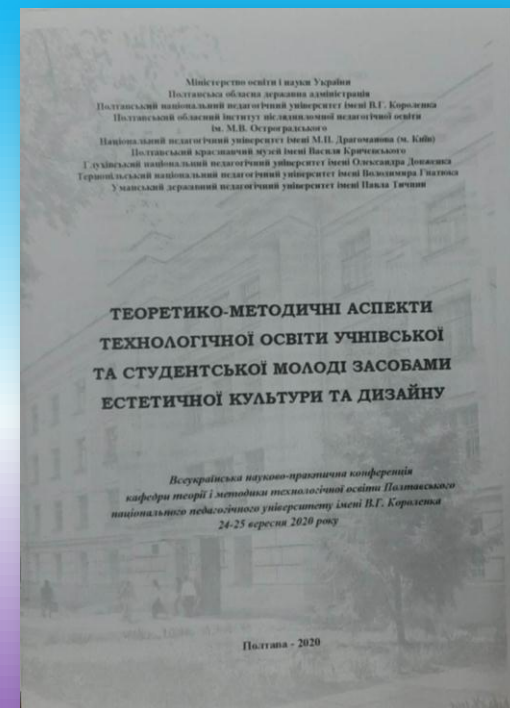 Міністерство освіти і науки України
Полтавська обласна державна адміністрація
Полтавський національний педагогічний університет імені В.Г. Короленка
Полтавський обласний інститут післядипломної педагогічної освіти
ім. М.В. Остроградського
Національний педагогічний університет імені М.П. Драгоманова (м. Київ)
Полтавський краєзнавчий музей імені Василя Кричевського
Глухівський національний педагогічний університет імені Олександра Довженка
Тернопільський національний педагогічний університет імені Володимира Гнатюка
Уманський державний педагогічний університет імені Павла Тичини
ТЕОРЕТИКО-МЕТОДИЧНІ АСПЕКТИ
ТЕХНОЛОГІЧНОЇ ОСВІТИ УЧНІВСЬКОЇ
ТА СТУДЕНТСЬКОЇ МОЛОДІ ЗАСОБАМИ
ЕСТЕТИЧНОЇ КУЛЬТУРИ ТА ДИЗАЙНУ
Всеукраїнська науково-практична конференція
кафедри теорії і методики технологічної освіти Полтавського
національного педагогічного університету імені В.Г. Короленка
24-25 вересня 2020 року
Полтава - 2020